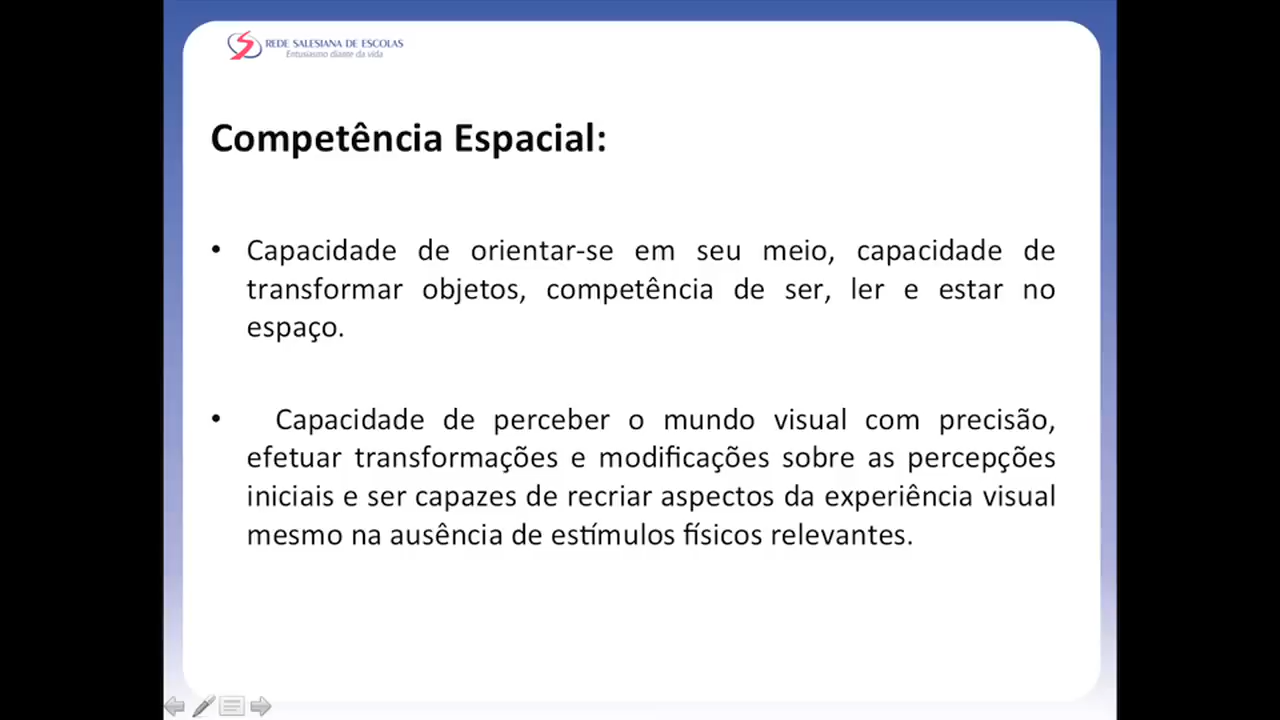 REDE SALESIANA DE ESCOLAS
Entusiasmo diante da vida
Competência Espacial:
• Capacidade de orientar-se em seu meio, capacidade de
transformar objetos, competência de ser, ler e estar no
espaço.
• Capacidade de perceber o mundo visual com precisão,
efetuar transformações e modificações sobre as percepções
iniciais e ser capazes de recriar aspectos da experiência visual
mesmo na ausência de estímulos físicos relevantes.